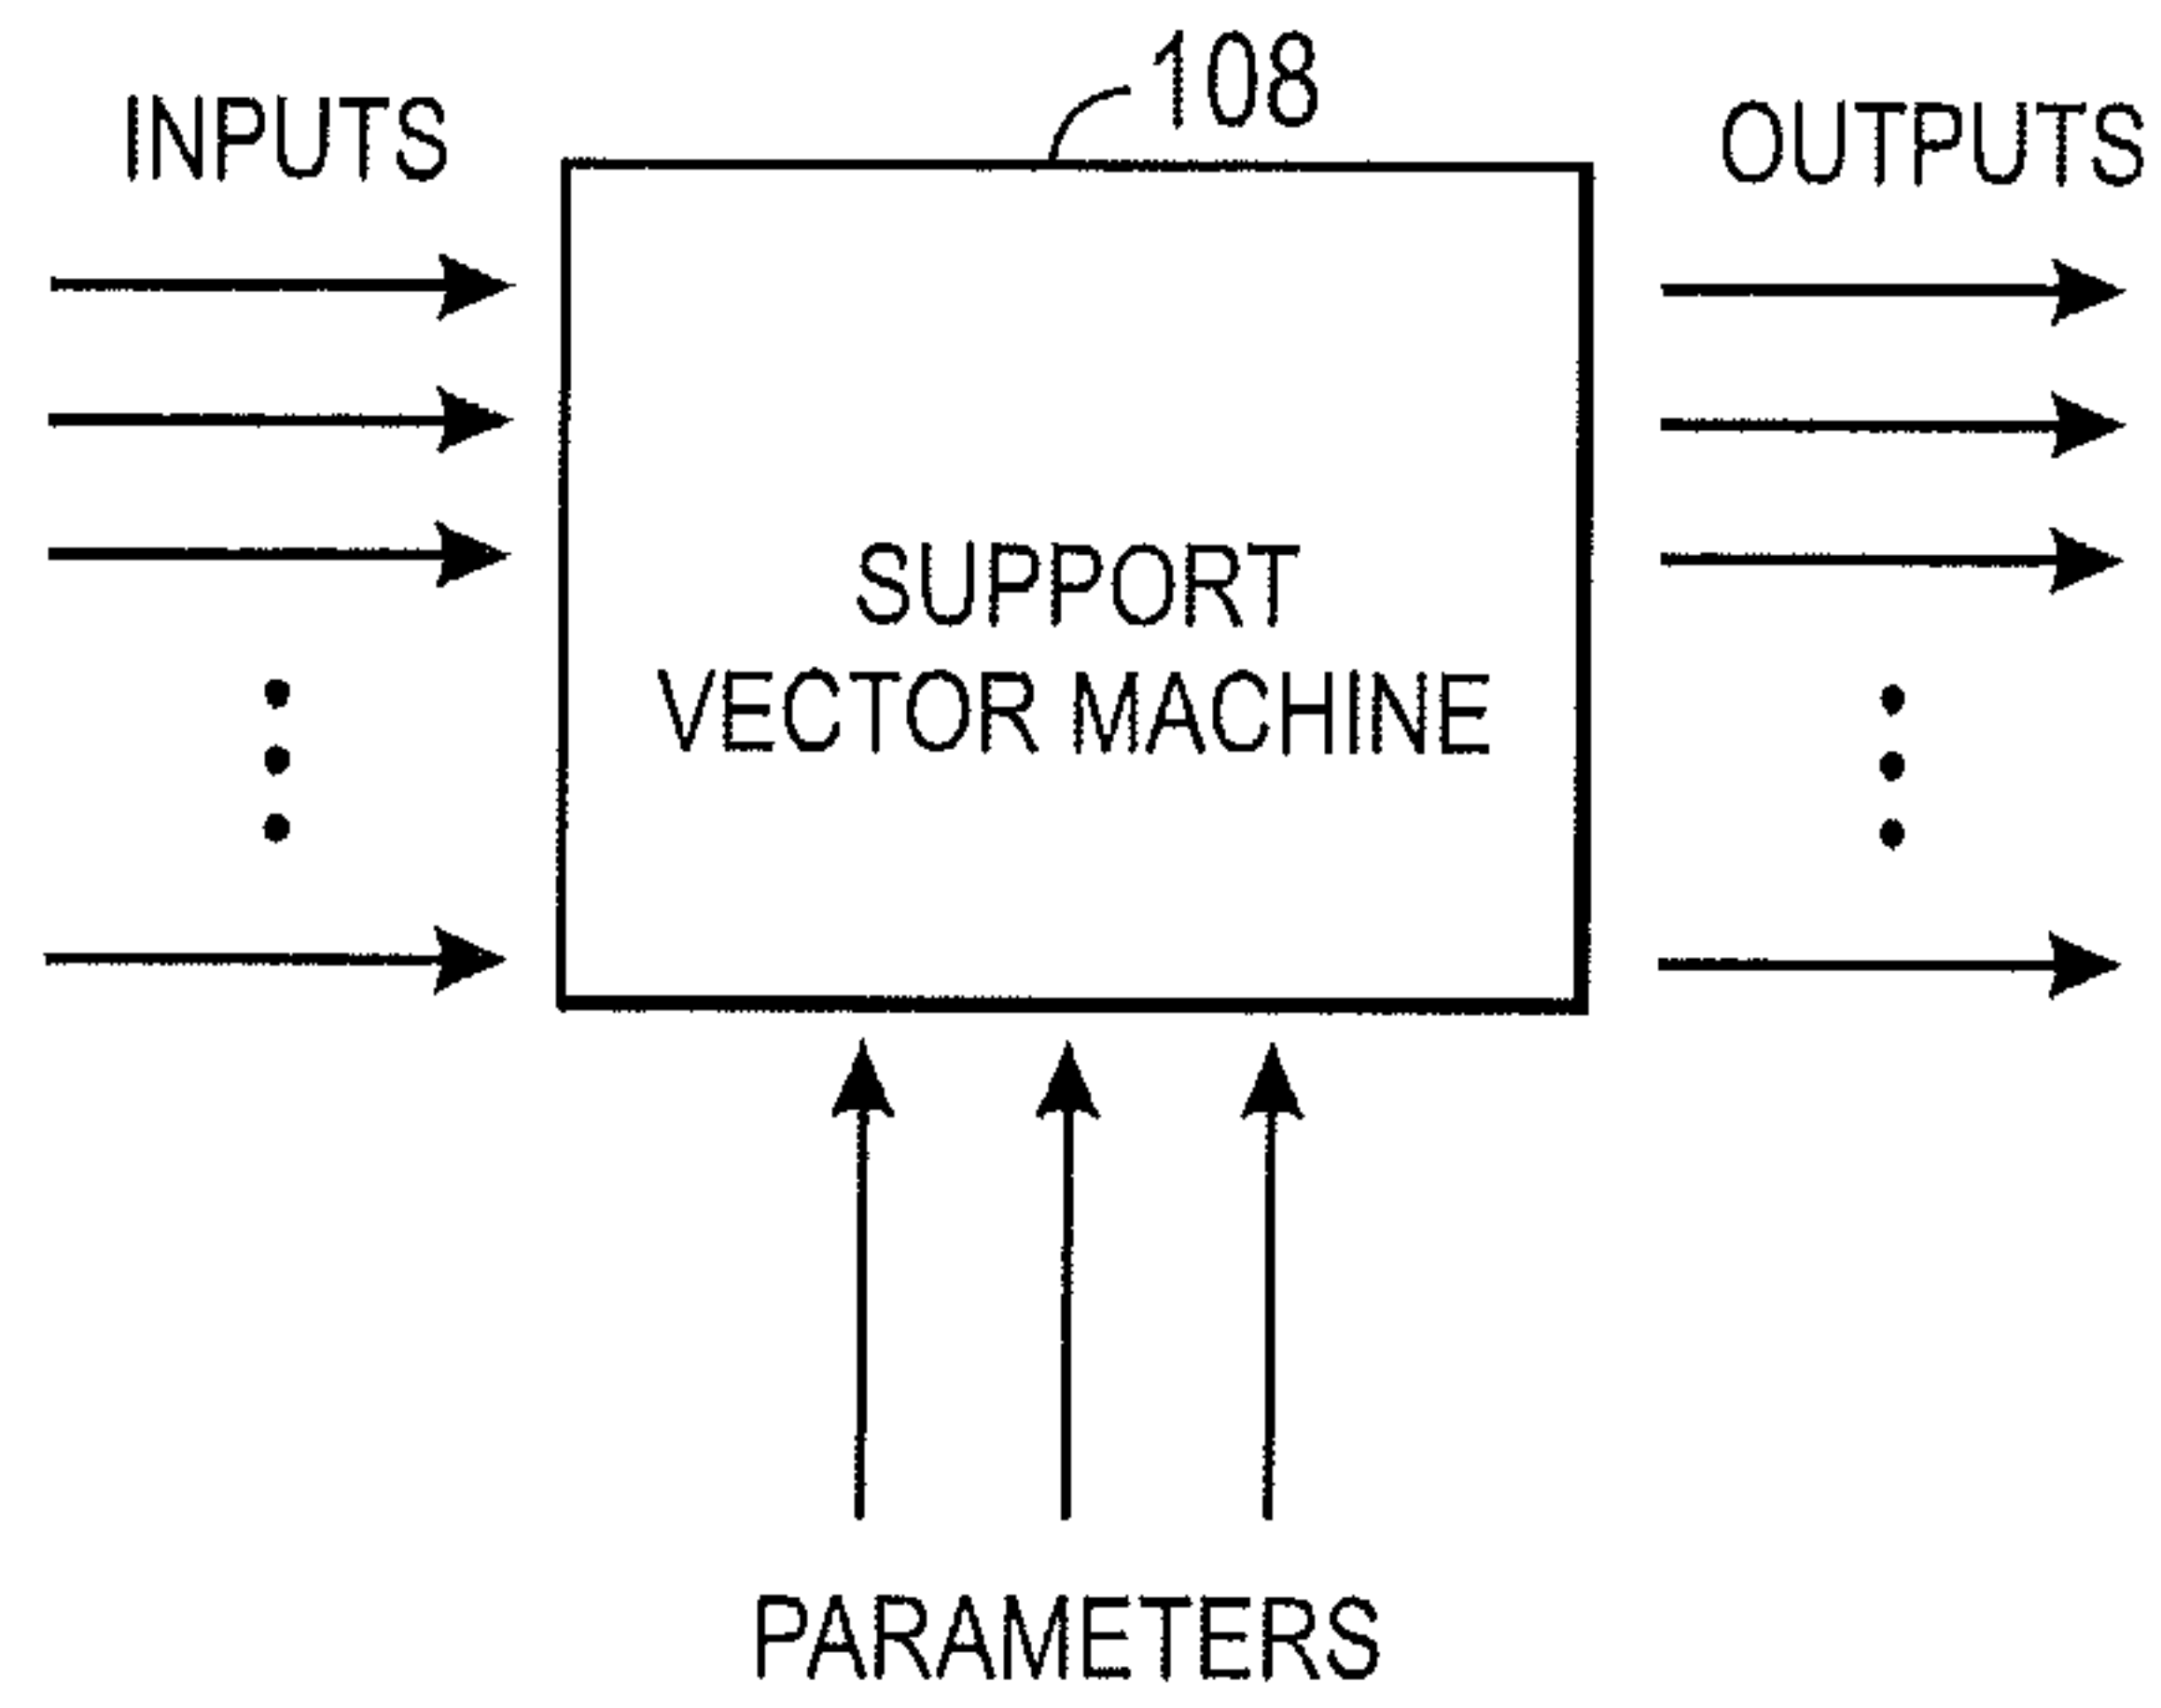 108
INPUTS
OUTPUTS
SUPPORT
VECTOR MACHINE
PARAMETERS